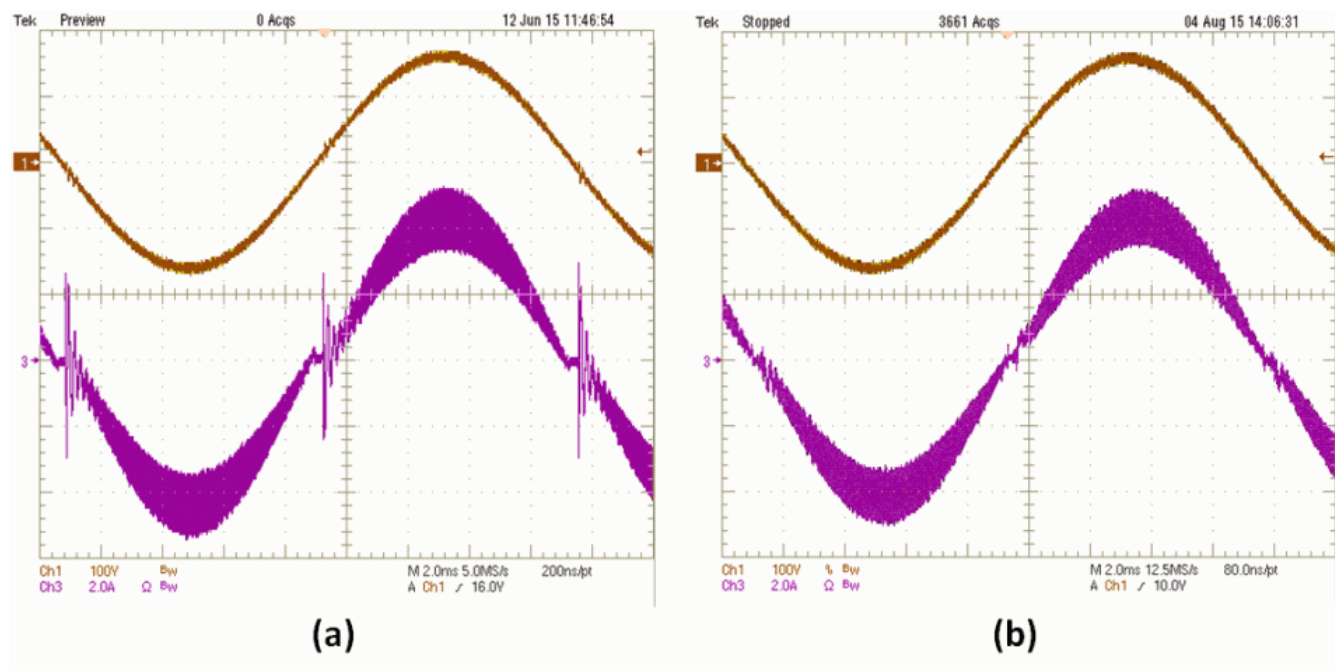 Tek Preview 0 Acqs 12 Jun 15 11:46:54
1
3
Ch1 100V Bw M 2.0ms 5.0MS/s 200ns/pt
Ch3 2.0A Ω Bw A Ch1 ∕ 16.0V
(a)
Tek Stopped 3661 Acqs 04 Aug 15 14:06:31
1
3
Ch1 100V Bw M 2.0ms 12.5MS/s 80.0ns/pt
Ch3 2.0A Ω Bw A Ch1 ∕ 10.0V
(b)